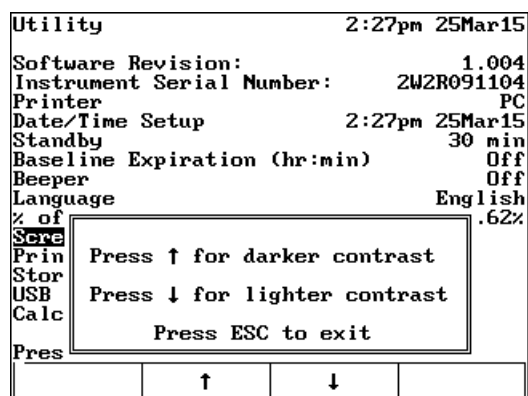 Utility 2:27pm 25Mar15
Software Revision: 1.004
Instrument Serial Number: 2W2R091104
Printer PC
Date/Time Setup 2:27pm 25Mar15
Standby 30 min
Baseline Expiration (hr:min) Off
Beeper Off
Language English
% of .62%
Scre
Prin Press ↑ for darker contrast
Stor
USB Press ↓ for lighter contrast
Calc
Press ESC to exit
Pres
↑ ↓